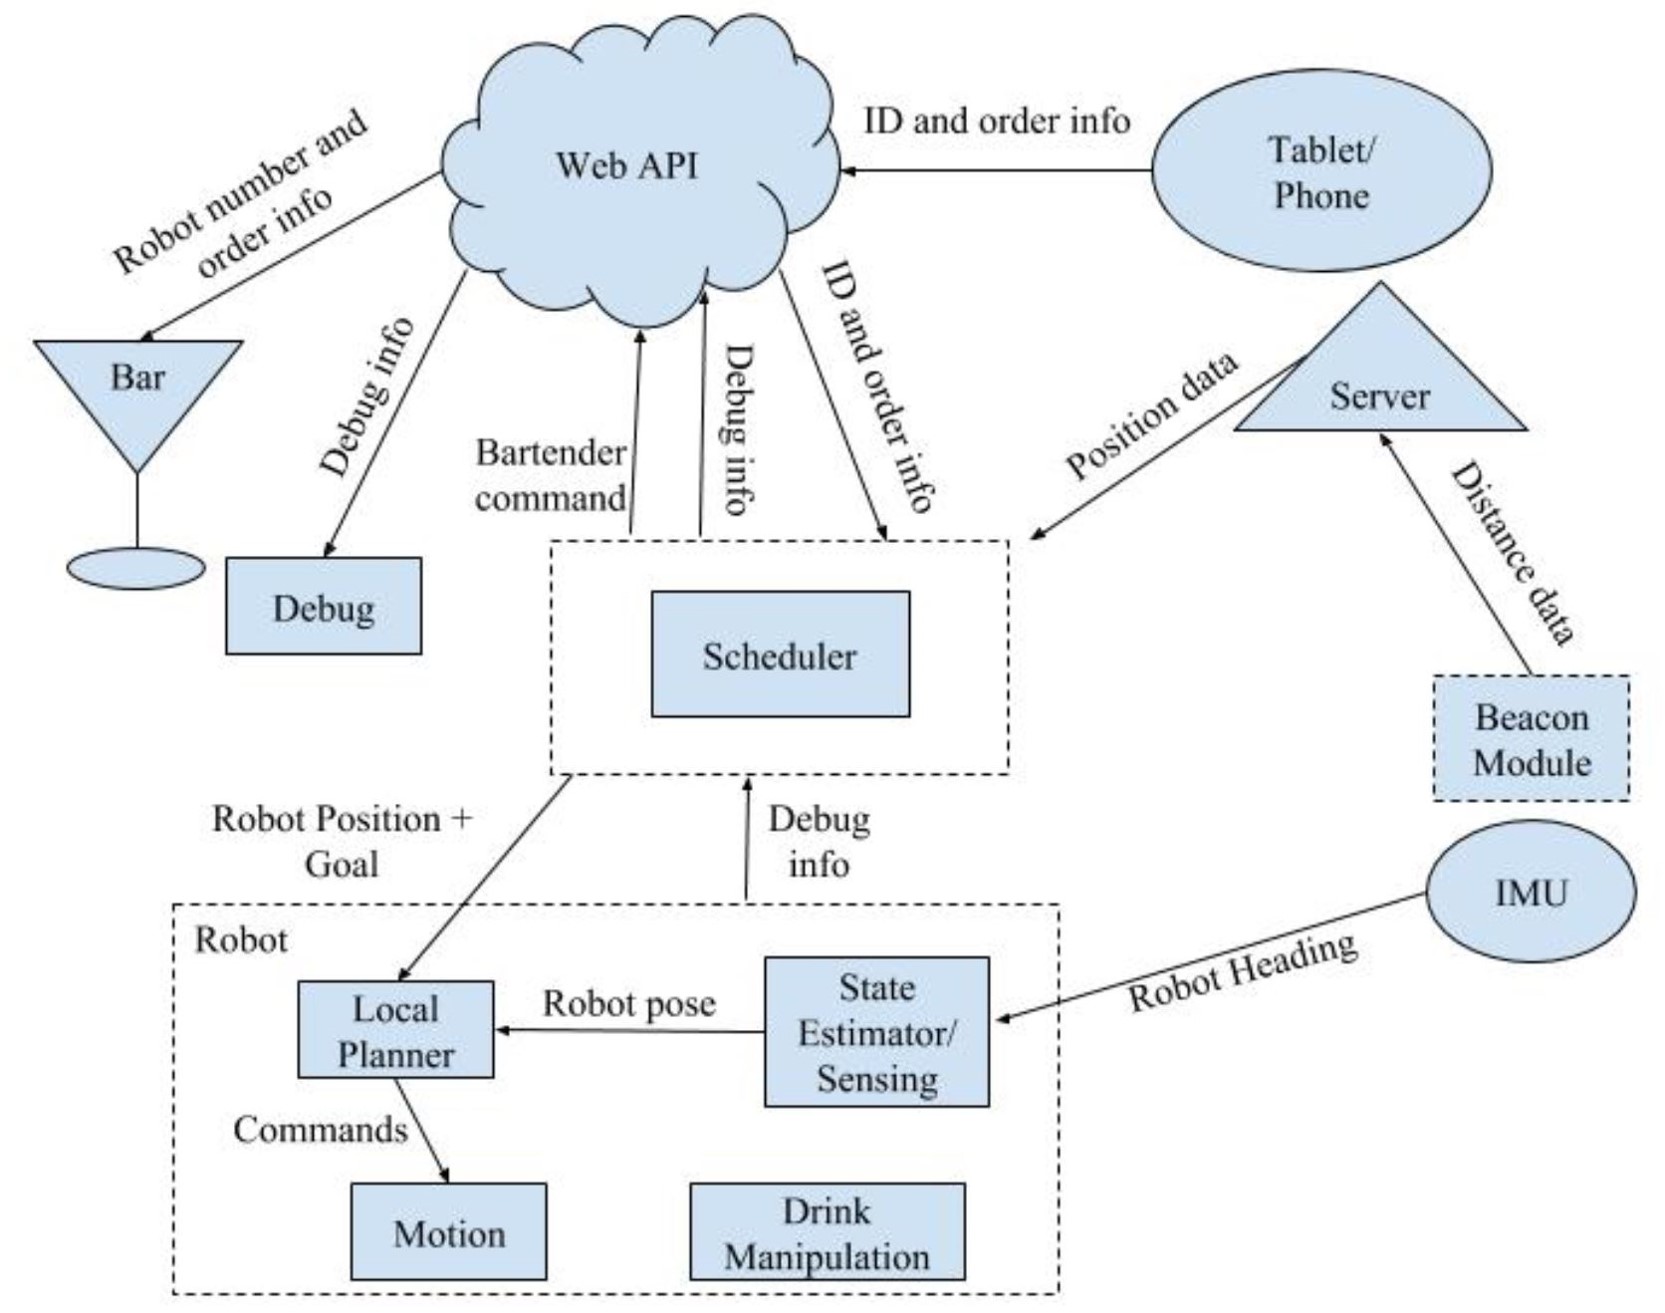 Web API
ID and order info
Tablet/
Phone
Robot number and
order info
Bar
Debug info
Debug
Bartender
command
Debug info
ID and order info
Position data
Server
Distance data
Beacon
Module
Scheduler
Robot Position +
Goal
Debug
info
IMU
Robot Heading
Robot
Local
Planner
Robot pose
State
Estimator/
Sensing
Commands
Motion
Drink
Manipulation